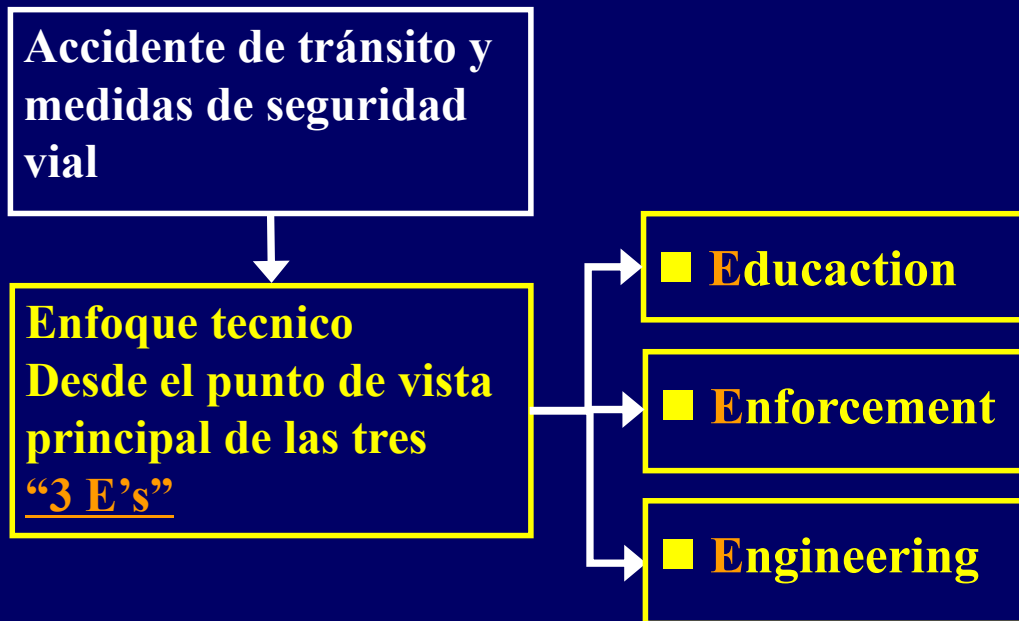 Accidente de tránsito y
medidas de seguridad
vial
Enfoque tecnico
Desde el punto de vista
principal de las tres
“3 E’s”
Educaction
Enforcement
Engineering